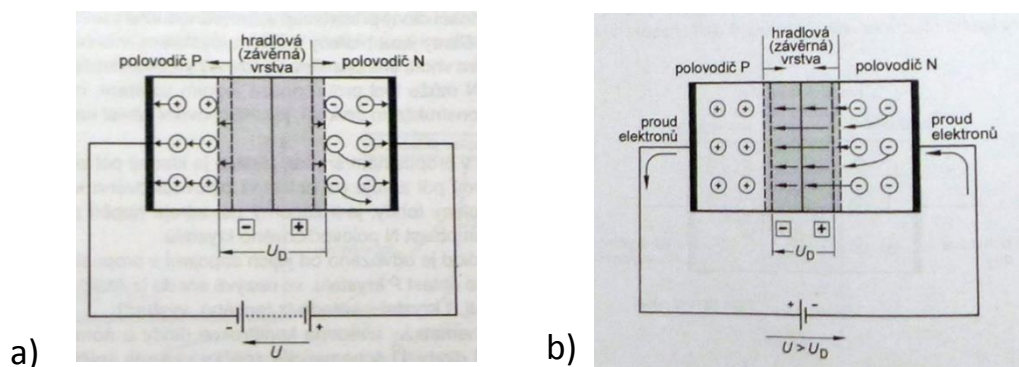 hradlová
(závěrná)
vrstva
polovodič P
polovodič N
+ +
- -
+ +
- -
+ +
- -
- +
U_D
- +
U
a)
hradlová
(závěrná)
vrstva
polovodič P
polovodič N
proud
elektronů
proud
elektronů
+ +
- -
+ +
- -
+ +
- -
- +
U_D
+ -
U > U_D
b)